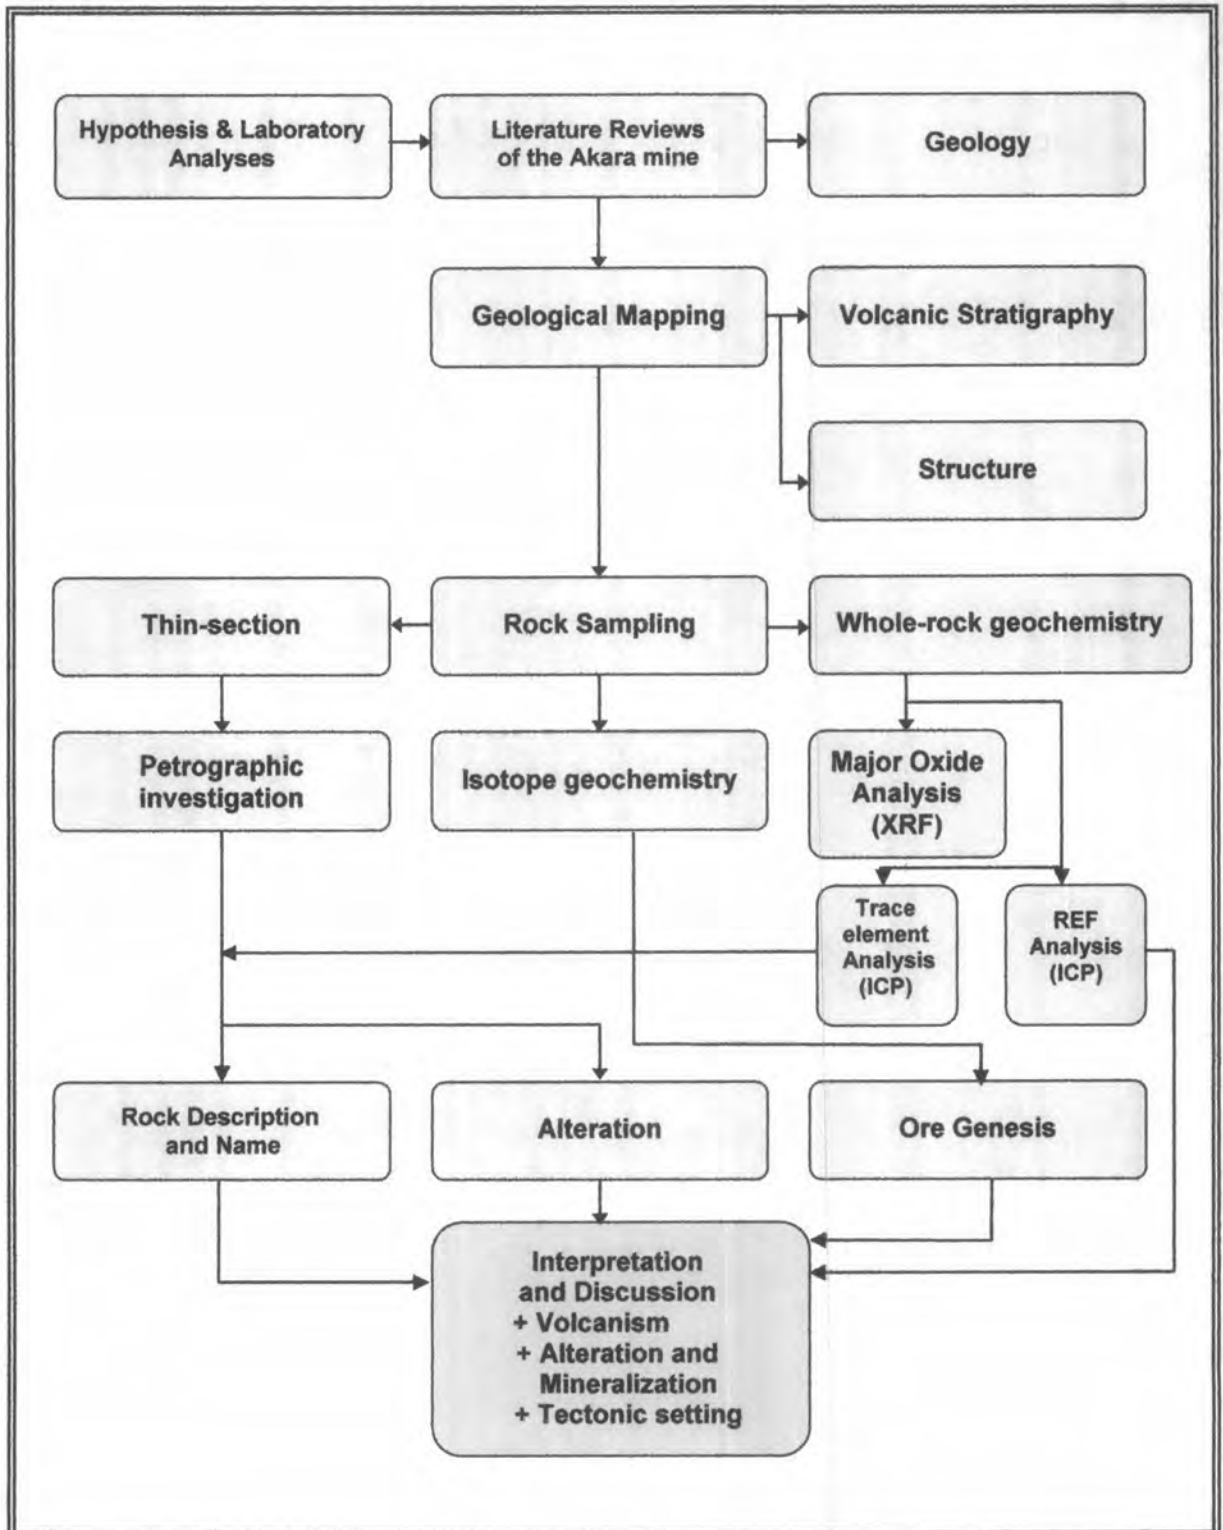 Hypothesis & Laboratory
Analyses
Literature Reviews
of the Akara mine
Geology
Geological Mapping
Volcanic Stratigraphy
Structure
Thin-section
Rock Sampling
Whole-rock geochemistry
Petrographic
investigation
Isotope geochemistry
Major Oxide
Analysis
(XRF)
Trace
element
Analysis
(ICP)
REF
Analysis
(ICP)
Rock Description
and Name
Alteration
Ore Genesis
Interpretation
and Discussion
+ Volcanism
+ Alteration and
Mineralization
+ Tectonic setting